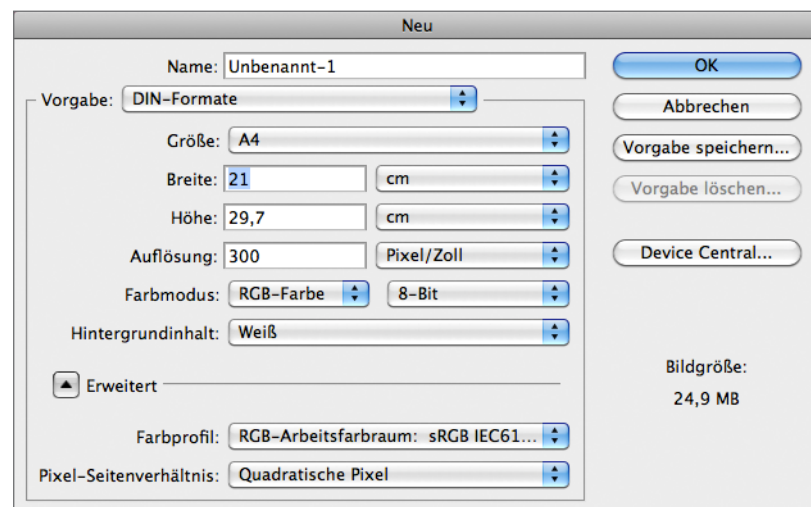 Neu
Name: Unbenannt-1
OK
Vorgabe: DIN-Formate
Abbrechen
Größe: A4
Vorgabe speichern...
Breite: 21 cm
Vorgabe löschen...
Höhe: 29,7 cm
Auflösung: 300 Pixel/Zoll
Device Central...
Farbmodus: RGB-Farbe 8-Bit
Hintergrundinhalt: Weiß
Bildgröße:
24,9 MB
Erweitert
Farbprofil: RGB-Arbeitsfarbraum: sRGB IEC61...
Pixel-Seitenverhältnis: Quadratische Pixel